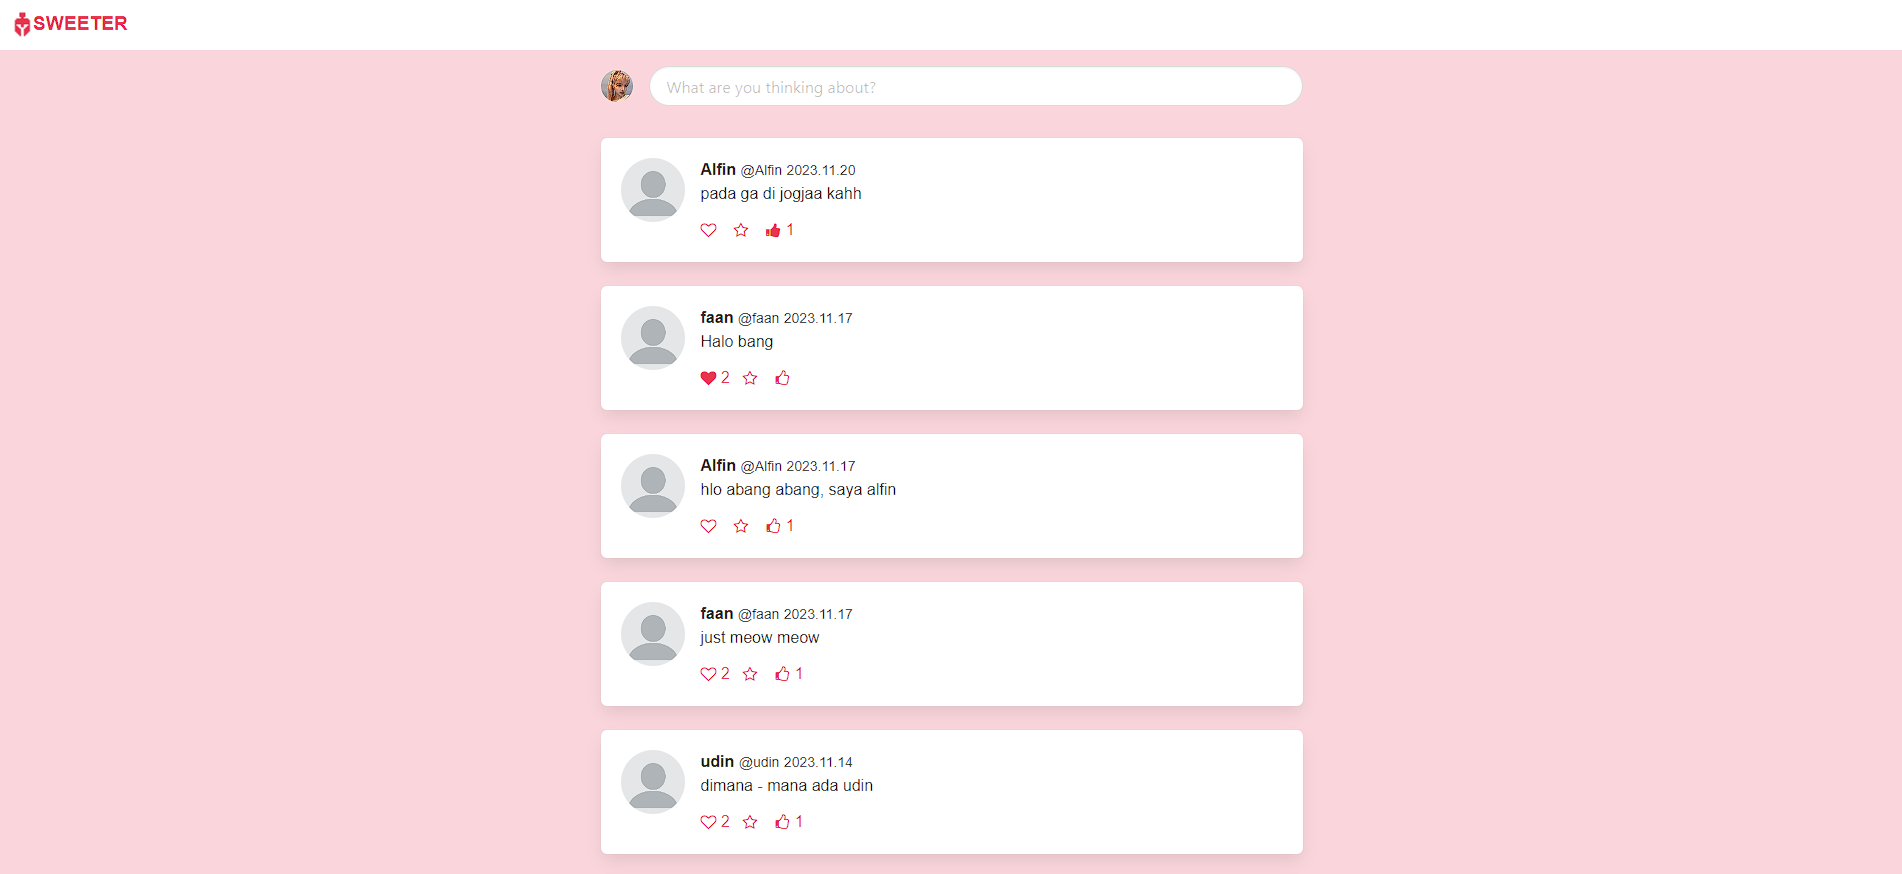 SWEETER
What are you thinking about?
Alfin @Alfin 2023.11.20
pada ga di jogjaa kahh
1
faan @faan 2023.11.17
Halo bang
2
Alfin @Alfin 2023.11.17
hlo abang abang, saya alfin
1
faan @faan 2023.11.17
just meow meow
2 1
udin @udin 2023.11.14
dimana - mana ada udin
2 1